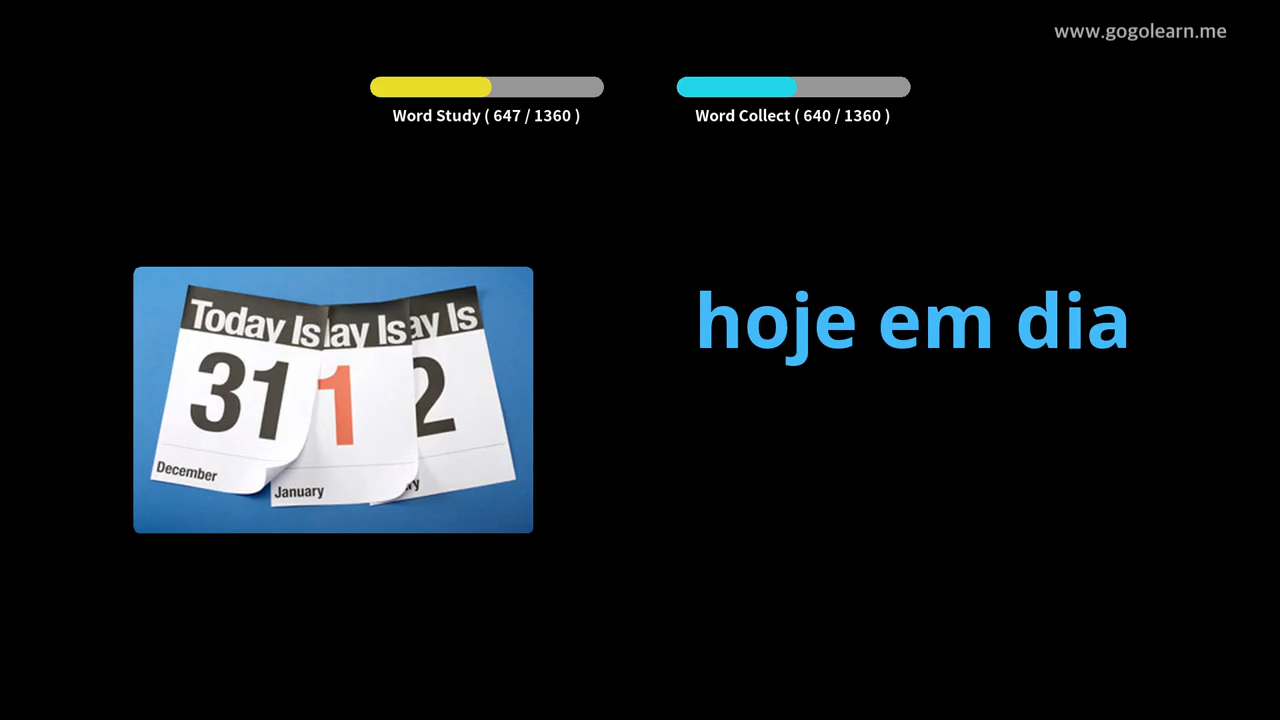 www.gogolearn.me
Word Study ( 647 / 1360 )
Word Collect ( 640 / 1360 )
hoje em dia
Today Is
ay Is
ay Is
31
1
2
December
January
ry